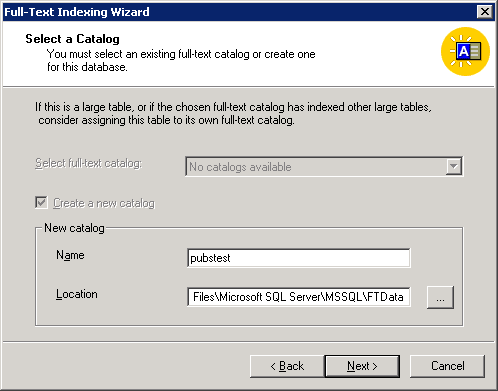 Full-Text Indexing Wizard
Select a Catalog
You must select an existing full-text catalog or create one
for this database.
A
If this is a large table, or if the chosen full-text catalog has indexed other large tables,
consider assigning this table to its own full-text catalog.
Select full-text catalog:
No catalogs available
Create a new catalog
New catalog
Name
pubstest
Location
Files\Microsoft SQL Server\MSSQL\FTData
...
< Back
Next >
Cancel